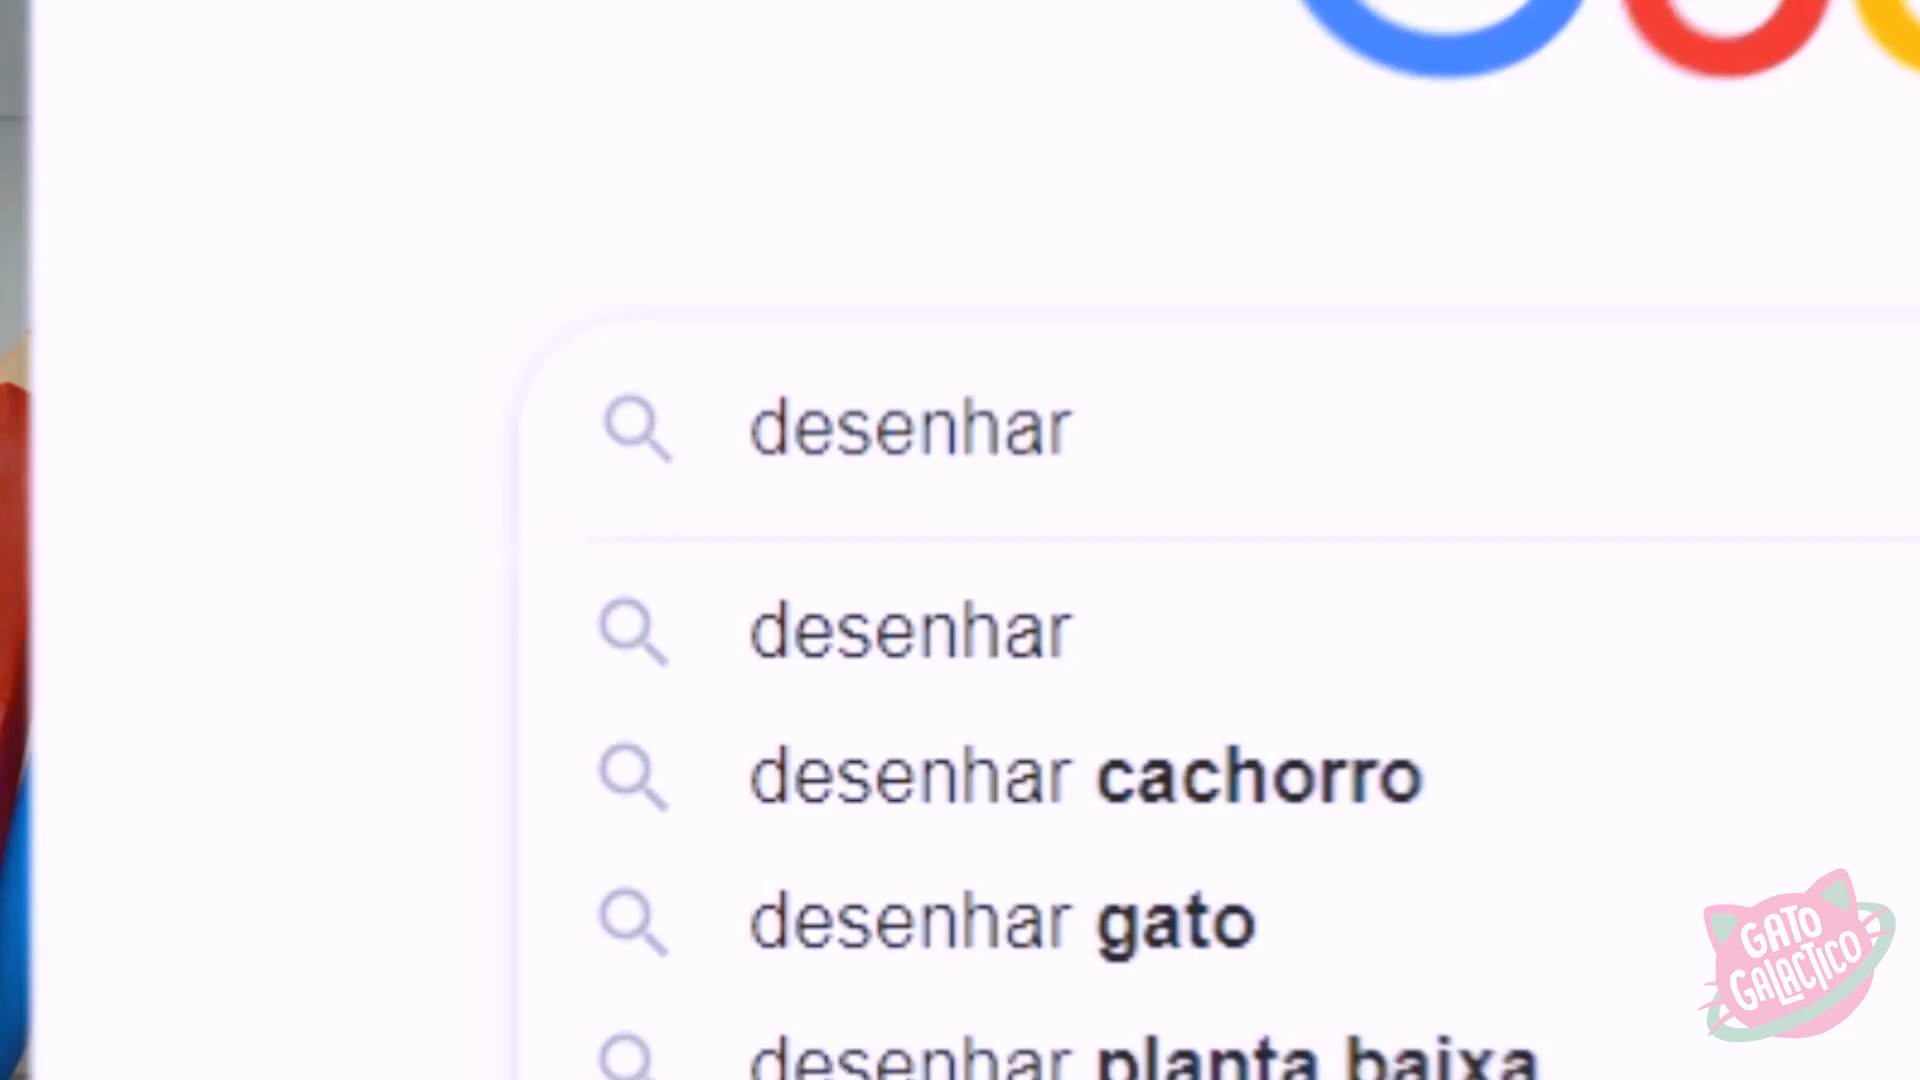 desenhar
desenhar
desenhar cachorro
desenhar gato
desenhar planta baixa
GATO
GALACTICO